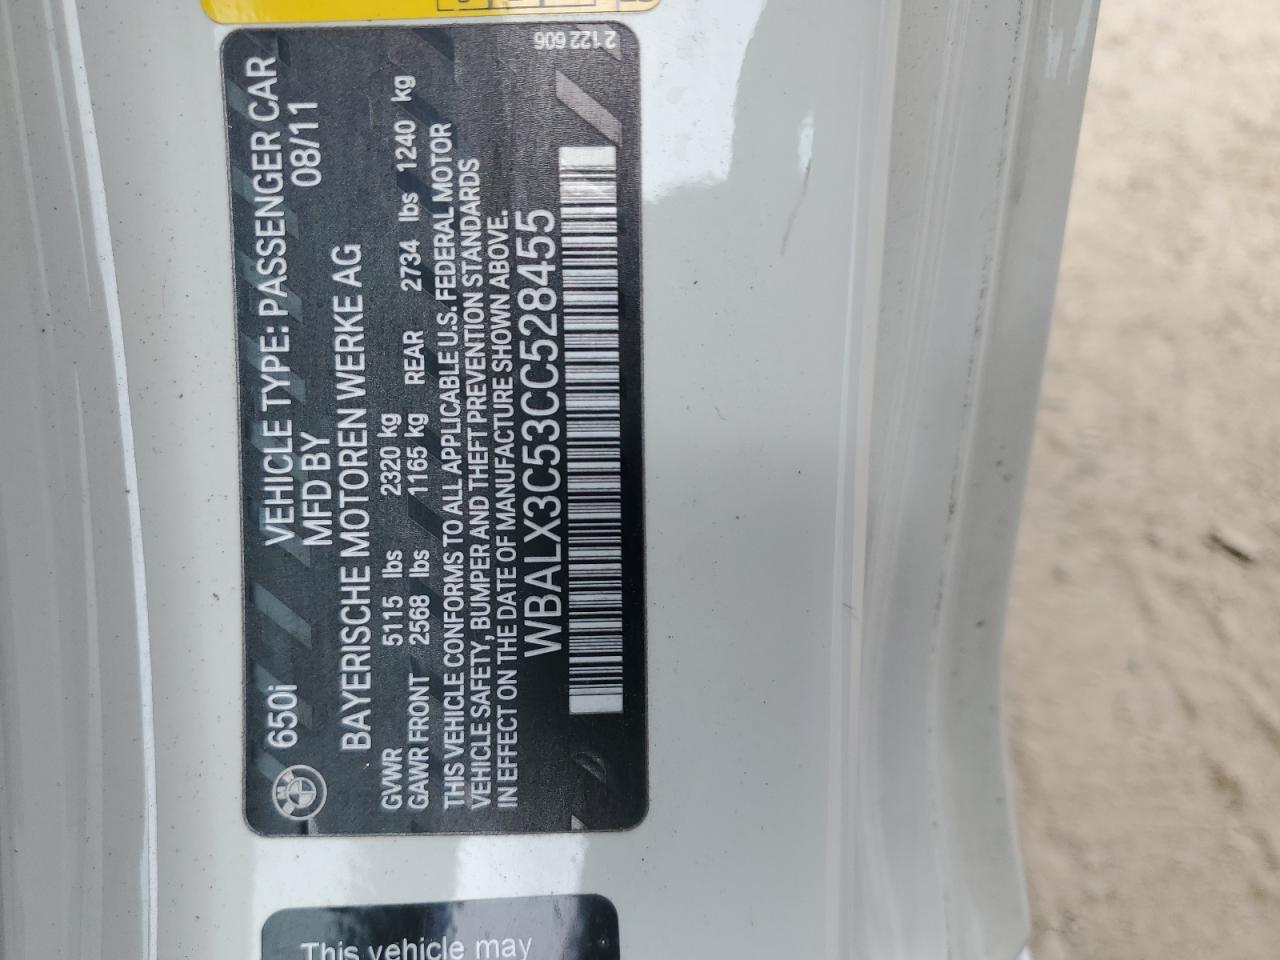 650i VEHICLE TYPE: PASSENGER CAR
MFD BY 08/11
BAYERISCHE MOTOREN WERKE AG
GVWR 5115 lbs 2320 kg
GAWR FRONT 2568 lbs 1165 kg REAR 2734 lbs 1240 kg
THIS VEHICLE CONFORMS TO ALL APPLICABLE U.S. FEDERAL MOTOR
VEHICLE SAFETY, BUMPER AND THEFT PREVENTION STANDARDS
IN EFFECT ON THE DATE OF MANUFACTURE SHOWN ABOVE.
WBALX3C53CC528455
2 122 606
This vehicle may